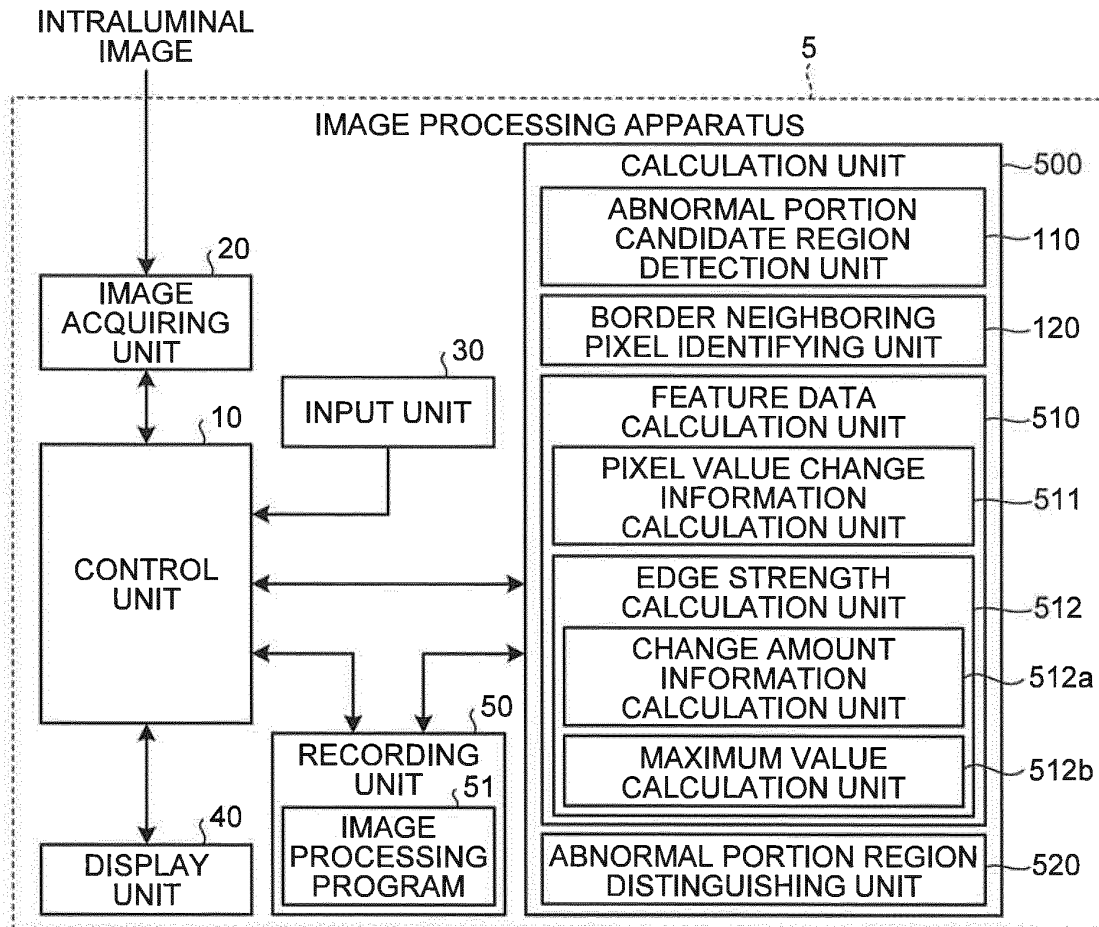 INTRALUMINAL
IMAGE
5
IMAGE PROCESSING APPARATUS
20
IMAGE
ACQUIRING
UNIT
10
CONTROL
UNIT
30
INPUT UNIT
40
DISPLAY
UNIT
50
RECORDING
UNIT
51
IMAGE
PROCESSING
PROGRAM
CALCULATION UNIT
500
ABNORMAL PORTION
CANDIDATE REGION
DETECTION UNIT
110
BORDER NEIGHBORING
PIXEL IDENTIFYING UNIT
120
FEATURE DATA
CALCULATION UNIT
510
PIXEL VALUE CHANGE
INFORMATION
CALCULATION UNIT
511
EDGE STRENGTH
CALCULATION UNIT
512
CHANGE AMOUNT
INFORMATION
CALCULATION UNIT
512a
MAXIMUM VALUE
CALCULATION UNIT
512b
ABNORMAL PORTION REGION
DISTINGUISHING UNIT
520